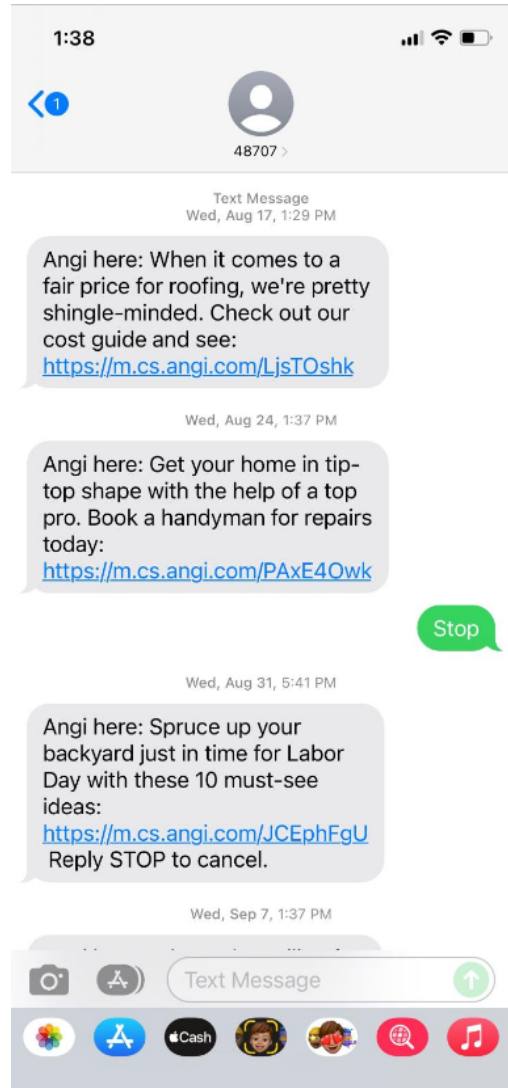 1:38
1
48707 >
Text Message
Wed, Aug 17, 1:29 PM
Angi here: When it comes to a
fair price for roofing, we're pretty
shingle-minded. Check out our
cost guide and see:
https://m.cs.angi.com/LjsTOshk
Wed, Aug 24, 1:37 PM
Angi here: Get your home in tip-
top shape with the help of a top
pro. Book a handyman for repairs
today:
https://m.cs.angi.com/PAxE4Owk
Stop
Wed, Aug 31, 5:41 PM
Angi here: Spruce up your
backyard just in time for Labor
Day with these 10 must-see
ideas:
https://m.cs.angi.com/JCEphFgU
Reply STOP to cancel.
Wed, Sep 7, 1:37 PM
Text Message
Cash